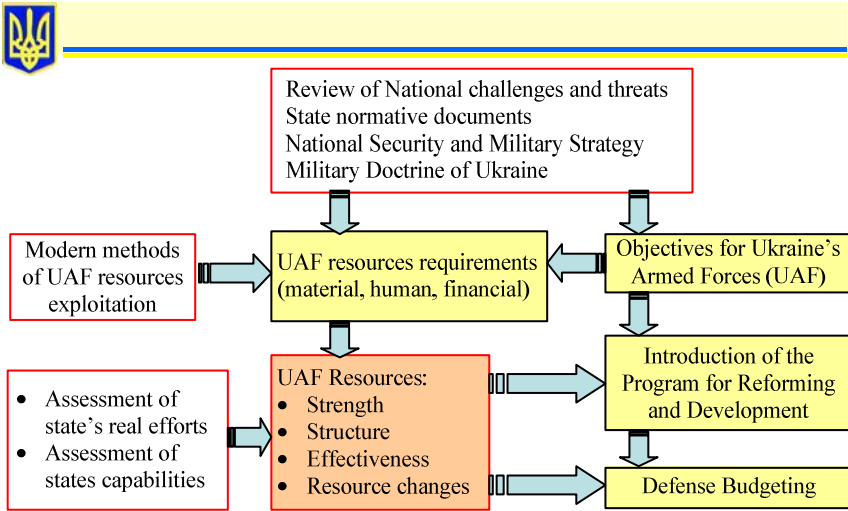 Review of National challenges and threats
State normative documents
National Security and Military Strategy
Military Doctrine of Ukraine
Modern methods
of UAF resources
exploitation
UAF resources requirements
(material, human, financial)
Objectives for Ukraine's
Armed Forces (UAF)
• Assessment of
state's real efforts
• Assessment of
states capabilities
UAF Resources:
• Strength
• Structure
• Effectiveness
• Resource changes
Introduction of the
Program for Reforming
and Development
Defense Budgeting